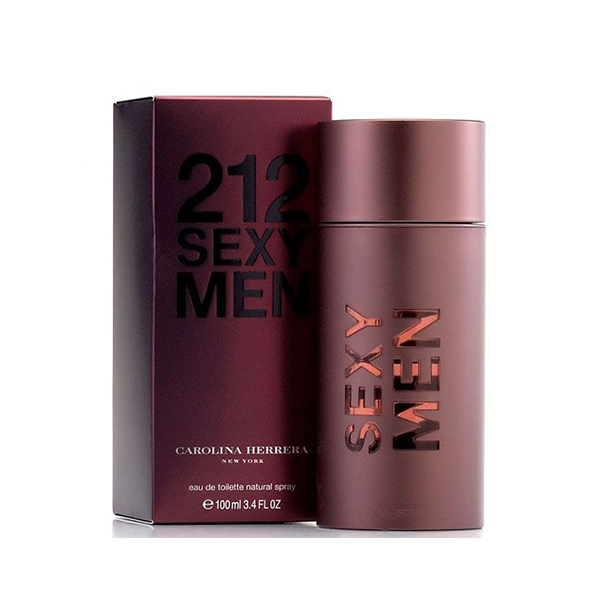 212
SEXY
MEN
CAROLINA HERRERA
NEW YORK
eau de toilette natural spray
℮ 100 ml 3.4 FL OZ
SEXY
MEN